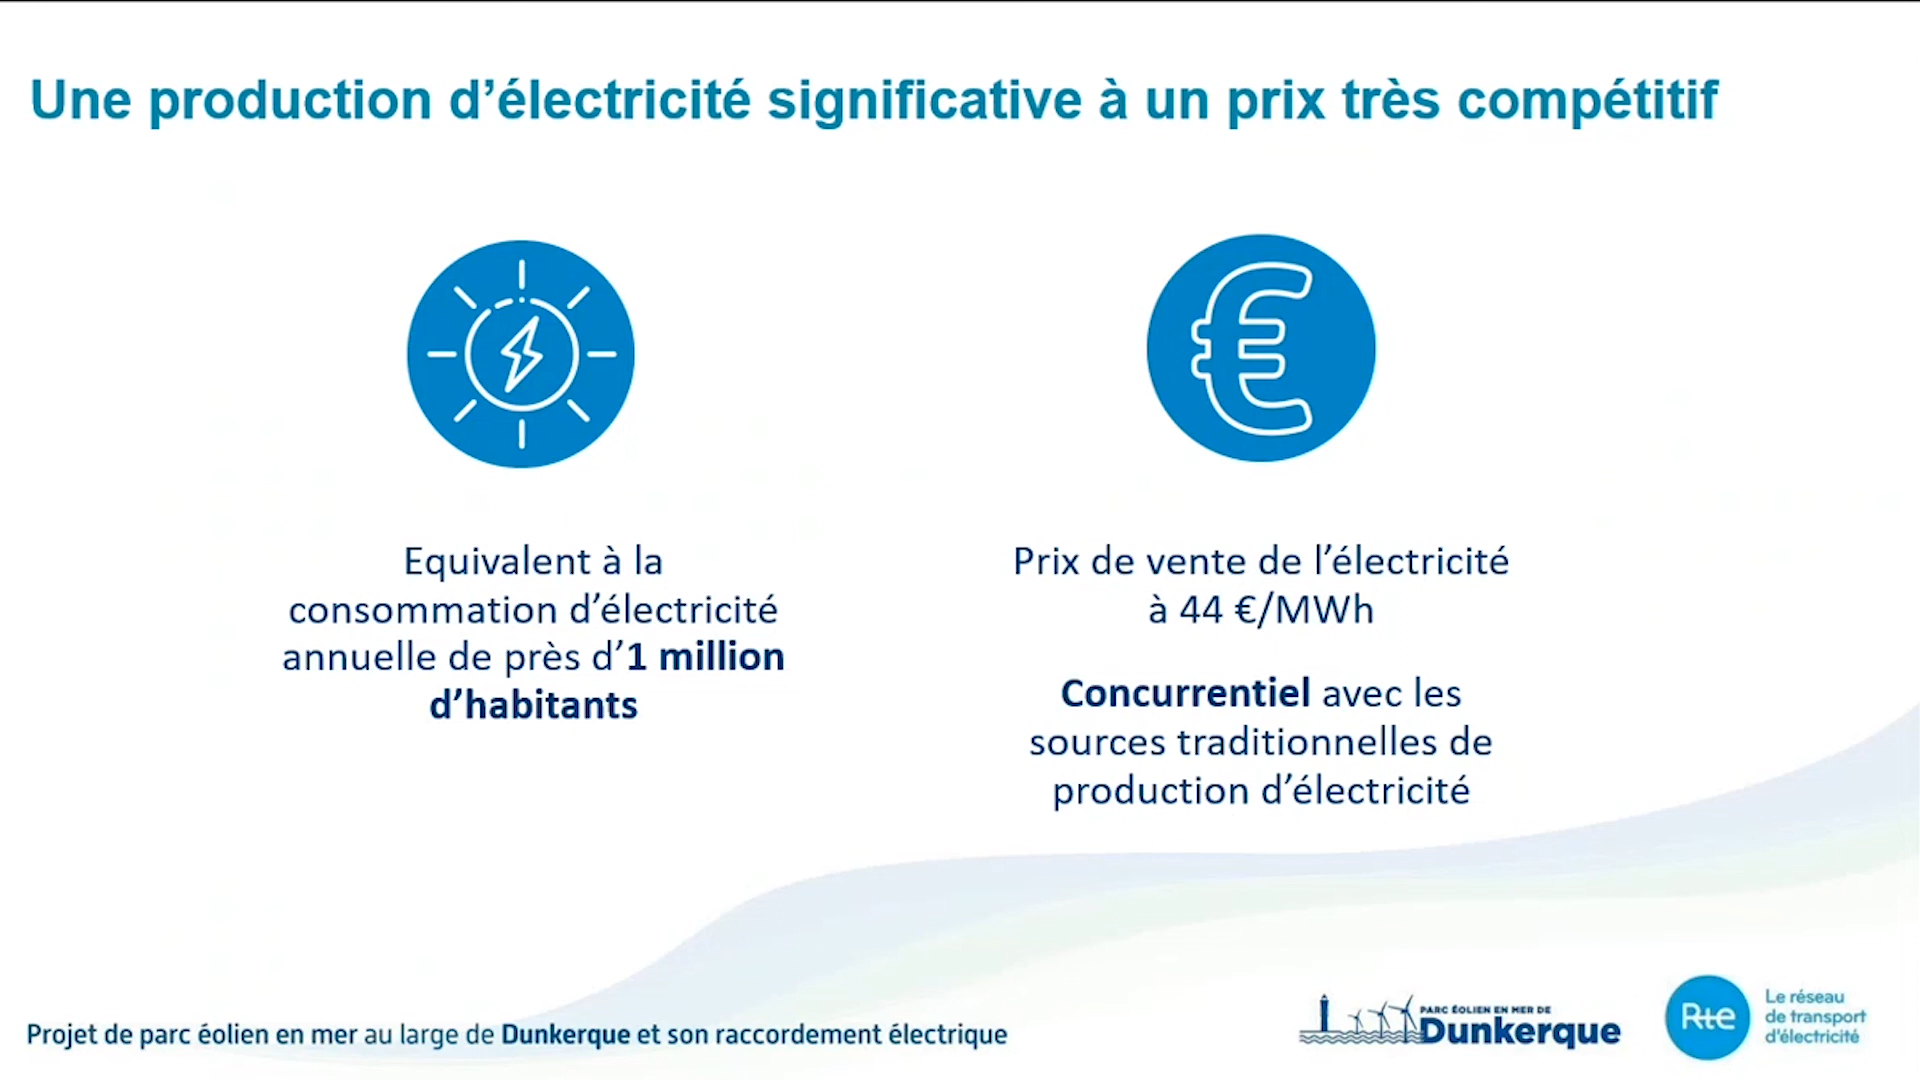 Une production d’électricité significative à un prix très compétitif
Equivalent à la
consommation d’électricité
annuelle de près d’1 million
d’habitants
Prix de vente de l’électricité
à 44 €/MWh
Concurrentiel avec les
sources traditionnelles de
production d’électricité
Projet de parc éolien en mer au large de Dunkerque et son raccordement électrique
PARC ÉOLIEN EN MER DE
Dunkerque
Rte
Le réseau
de transport
d'électricité